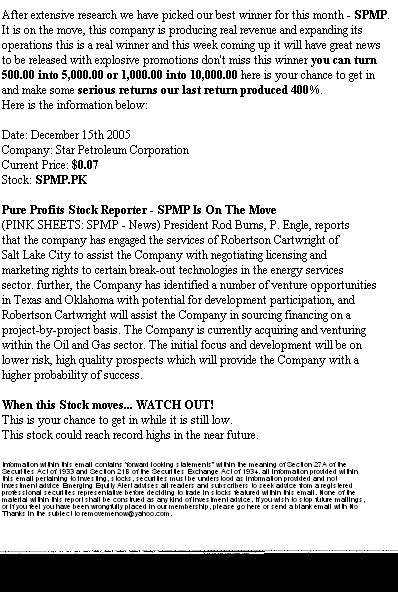 After extensive research we have picked our best winner for this month - SPMP.
It is on the move, this company is producing real revenue and expanding its
operations this is a real winner and this week coming up it will have great news
to be released with explosive promotions don't miss this winner you can turn
500.00 into 5,000.00 or 1,000.00 into 10,000.00 here is your chance to get in
and make some serious returns our last return produced 400%.
Here is the information below:
Date: December 15th 2005
Company: Star Petroleum Corporation
Current Price: $0.07
Stock: SPMP.PK
Pure Profits Stock Reporter - SPMP Is On The Move
(PINK SHEETS: SPMP - News) President Rod Burns, P. Engle, reports
that the company has engaged the services of Robertson Cartwright of
Salt Lake City to assist the Company with negotiating licensing and
marketing rights to certain break-out technologies in the energy services
sector. further, the Company has identified a number of venture opportunities
in Texas and Oklahoma with potential for development participation, and
Robertson Cartwright will assist the Company in sourcing financing on a
project-by-project basis. The Company is currently acquiring and venturing
within the Oil and Gas sector. The initial focus and development will be on
lower risk, high quality prospects which will provide the Company with a
higher probability of success.
When this Stock moves... WATCH OUT!
This is your chance to get in while it is still low.
This stock could reach record highs in the near future.
Information within this email contains "forward looking statements" within the meaning of Section 27A of the
Securities Act of 1933 and Section 21B of the Securities Exchange Act of 1934. all Information provided within
this email pertaining to investing, stocks, securities must be understood as information provided and not
investment advice Emerging Equity Alert advises all readers and subscribers to seek advice from a registered
professional securities representative before deciding to trade in stocks featured within this email. None of the
material within this report shall be construed as any kind of investment advice. If you wish to stop future mailings,
or if you feel you have been wrongfully placed in our membership, please go here or send a blank email with No
Thanks in the subject to removemenow@yahoo.com.